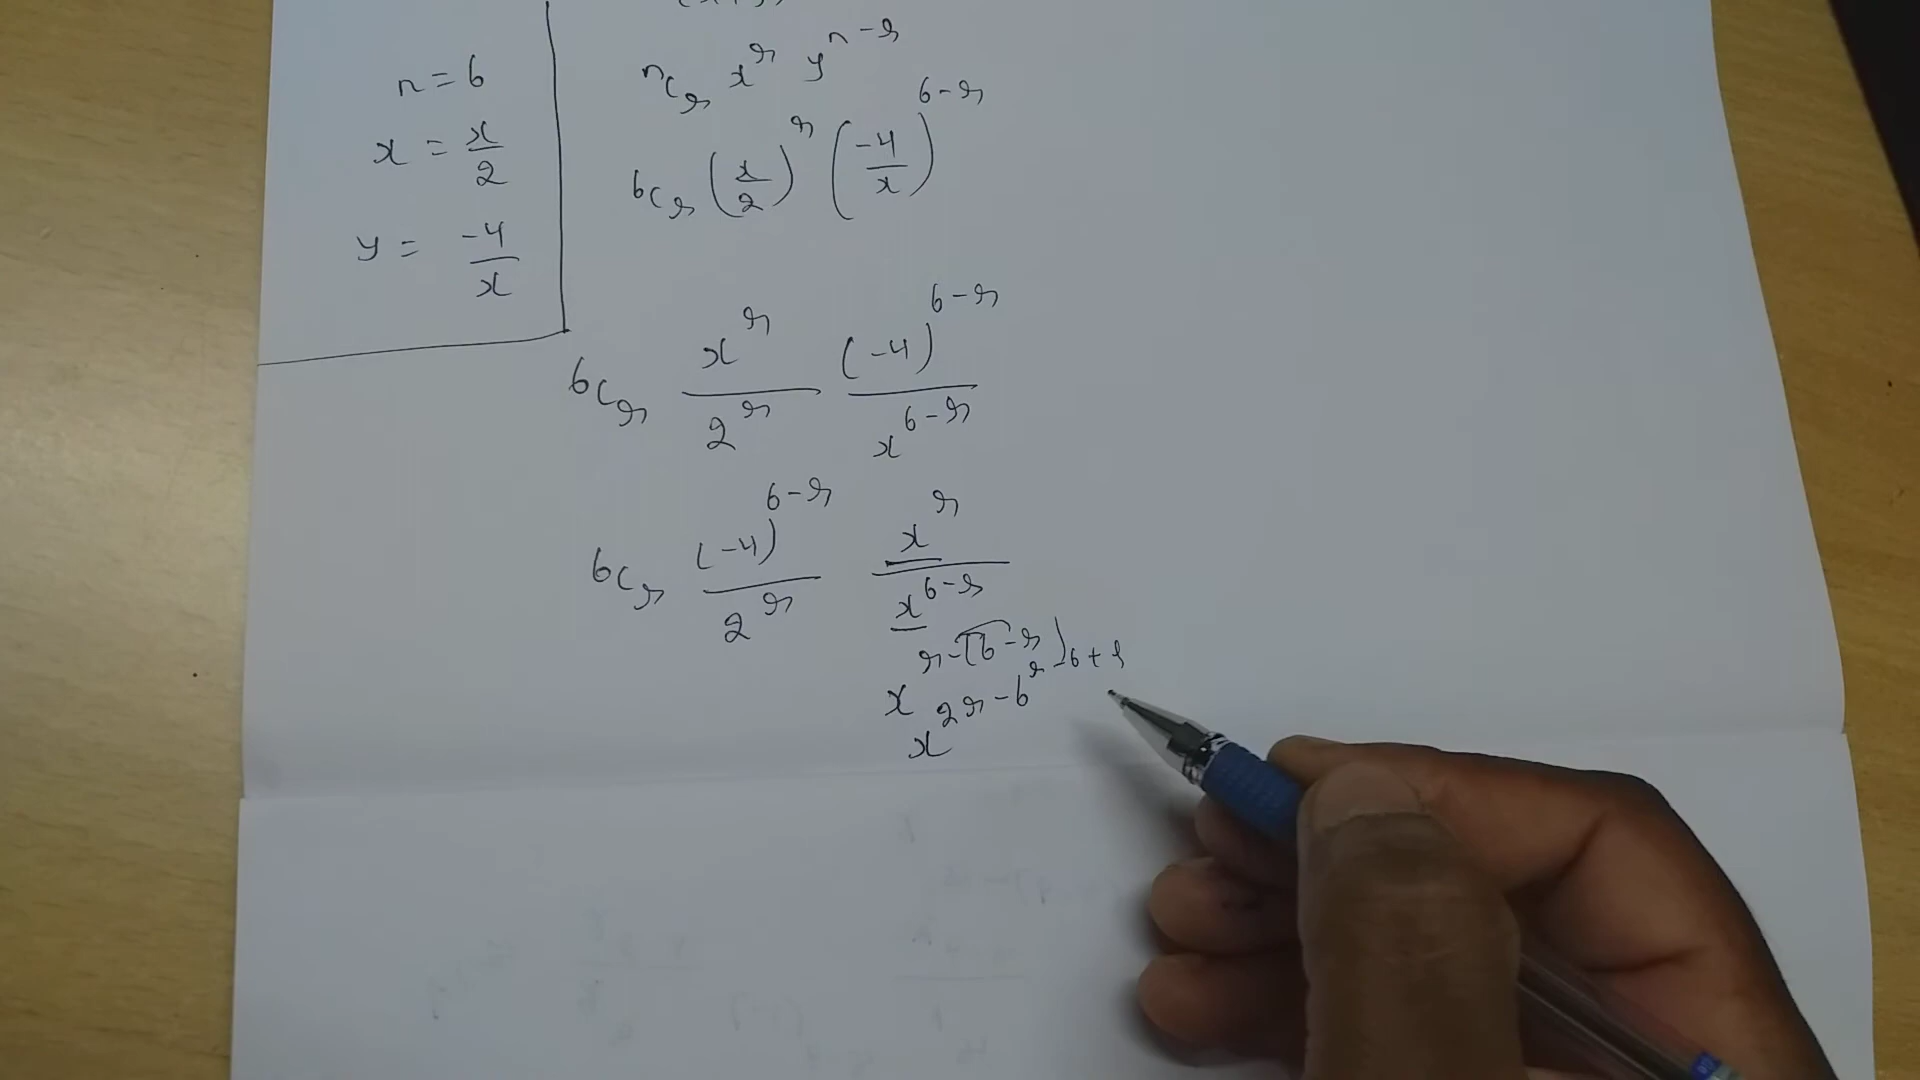 n = 6
x = x/2
y = -4/x
nCr x^r y^(n-r)
6Cr (x/2)^r (-4/x)^(6-r)
6Cr x^r/2^r (-4)^(6-r)/x^(6-r)
6Cr (-4)^(6-r)/2^r x^r/x^(6-r)
x^(r-(6-r)) r-6+r
x^(2r-6)